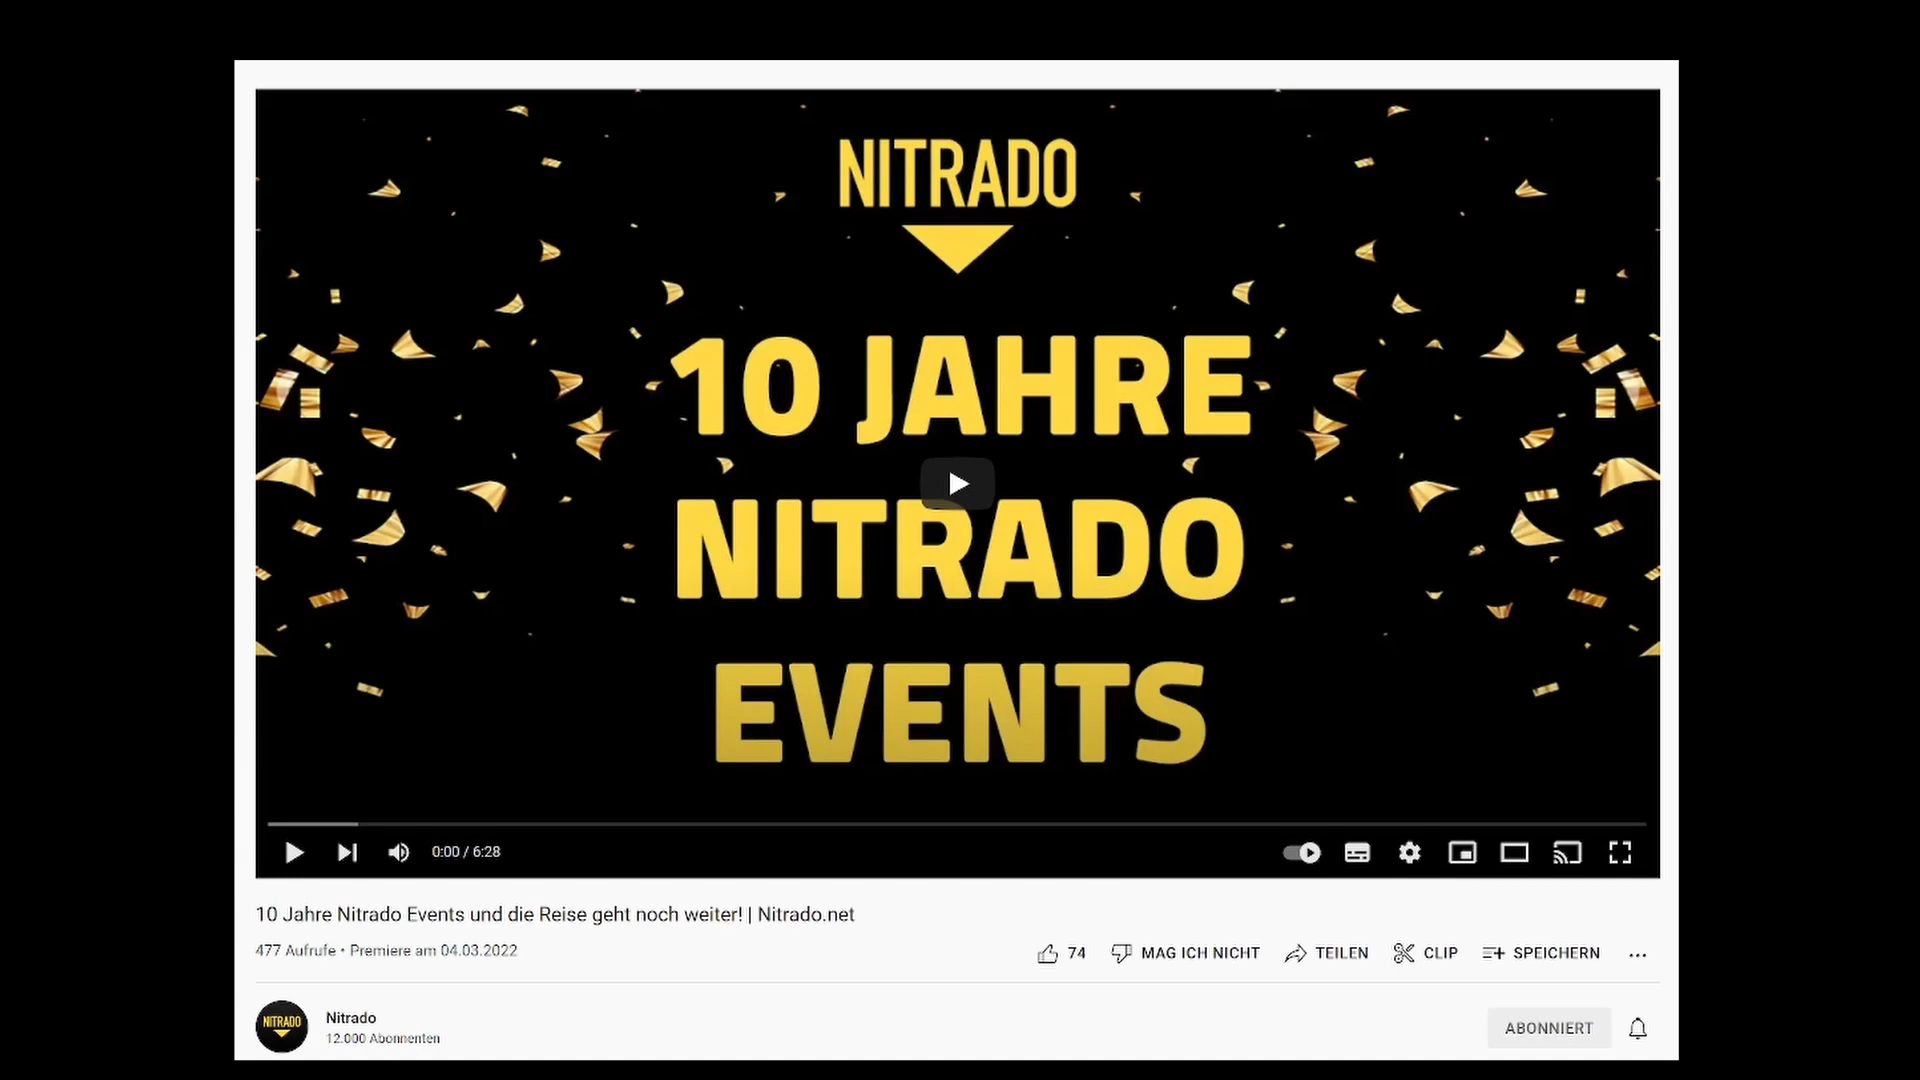 NITRADO
10 JAHRE
NITRADO
EVENTS
0:00 / 6:28
10 Jahre Nitrado Events und die Reise geht noch weiter! | Nitrado.net
477 Aufrufe • Premiere am 04.03.2022
74 MAG ICH NICHT TEILEN CLIP SPEICHERN ...
NITRADO
Nitrado
12.000 Abonnenten
ABONNIERT